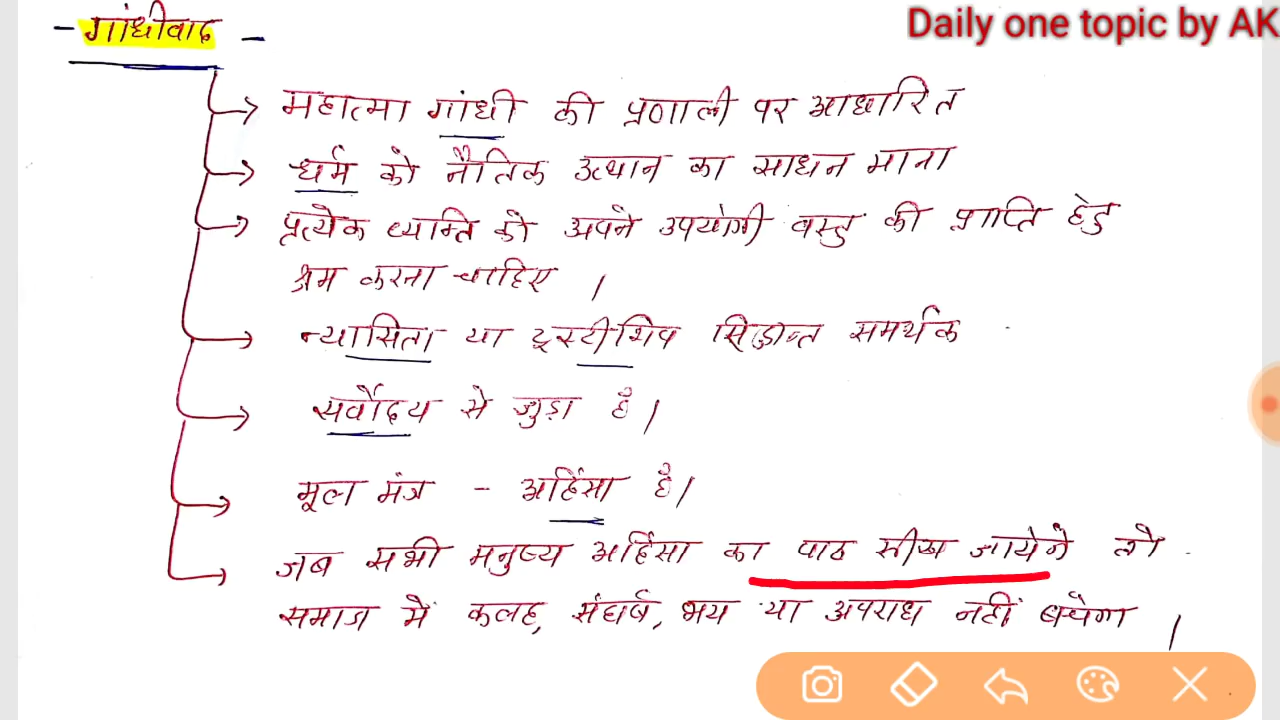 Daily one topic by AK
- गांधीवाद -
महात्मा गांधी की प्रणाली पर आधारित
धर्म को नैतिक उत्थान का साधन माना
प्रत्येक व्यक्ति को अपने उपयोगी वस्तु की प्राप्ति हेतु
श्रम करना चाहिए ।
न्यासिता या ट्रस्टीशिप सिद्धान्त समर्थक
सर्वोदय से जुड़ा है ।
मूल मंत्र - अहिंसा है ।
जब सभी मनुष्य अहिंसा का पाठ सीख जायेगे तो
समाज में कलह, संघर्ष, भय या अपराध नहीं बचेगा ।